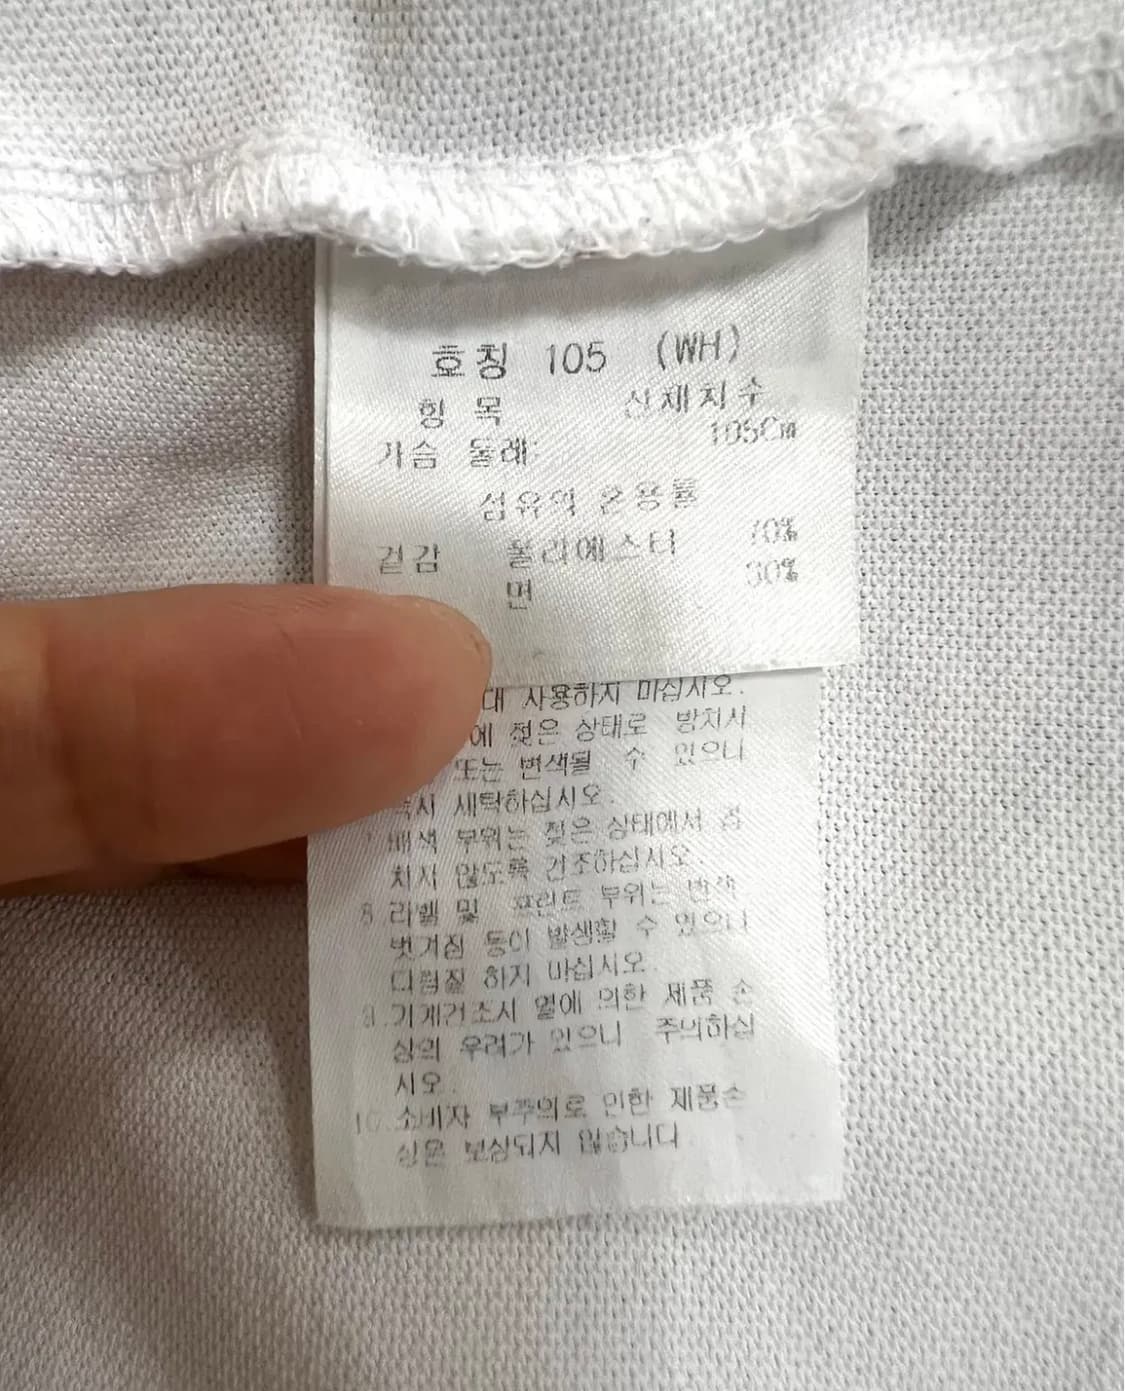 호칭 105 (WH)
항 목 신체치수
가슴 둘레: 105Cm
섬유의 혼용률
겉감 폴리에스터 70%
면 30%
사용하지 마십시오.
에 젖은 상태로 방치시
또는 변색될 수 있으니
즉시 세탁하십시오.
배색 부위는 젖은 상태에서 겹
치지 않도록 건조하십시오.
8.라벨 및 프린트 부위는 변색
벗겨짐 등이 발생할 수 있으니
다림질 하지 마십시오.
9.기계건조시 열에 의한 제품 손
상의 우려가 있으니 주의하십
시오.
10.소비자 부주의로 인한 제품손
상은 보상되지 않습니다